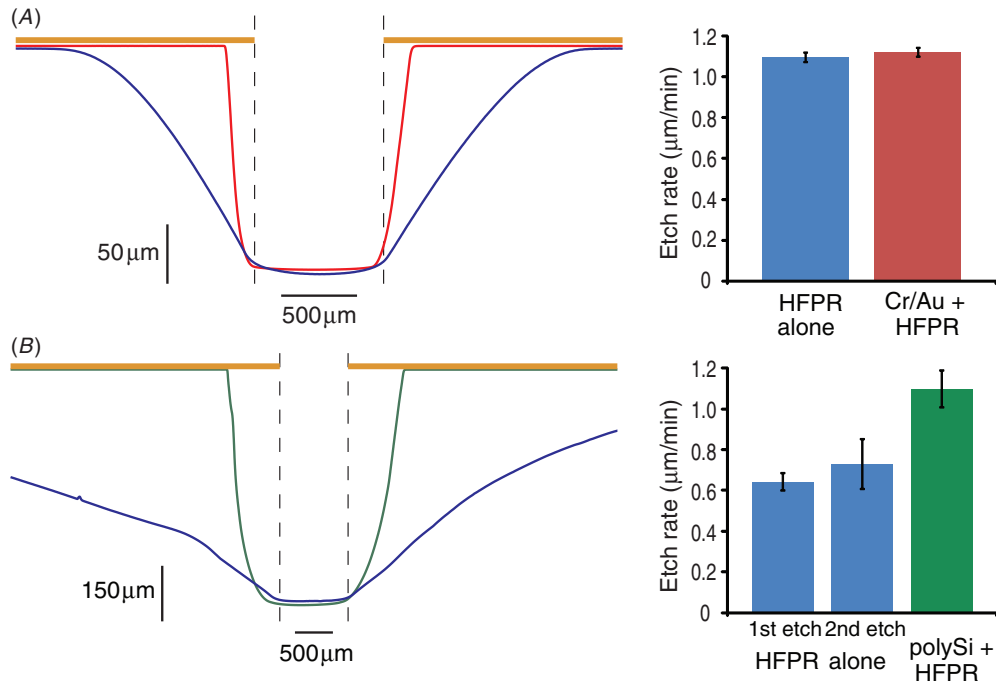 (A)
50 µm
500 µm
Etch rate (µm/min)
1.2
1.0
0.8
0.6
0.4
0.2
0
HFPR
alone
Cr/Au +
HFPR
(B)
150 µm
500 µm
Etch rate (µm/min)
1.2
1.0
0.8
0.6
0.4
0.2
0
1st etch 2nd etch
HFPR alone
polySi +
HFPR